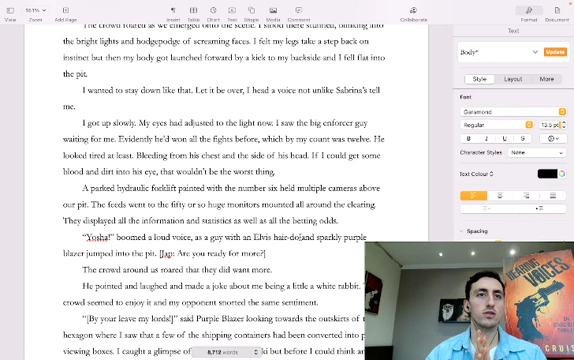 101%
View
Zoom
Add Page
Insert
Table
Chart
Text
Shape
Media
Comment
Collaborate
Format
Document
The crowd roared as we emerged onto the scene. I stood there stunned, blinking into
the bright lights and hodgepodge of screaming faces. I felt my legs take a step back on
instinct but then my body got launched forward by a kick to my backside and I fell flat into
the pit.
I wanted to stay down like that. Let it be over, I head a voice not unlike Sabrina's tell
me.
I got up slowly. My eyes had adjusted to the light now. I saw the big enforcer guy
waiting for me. Evidently he'd won all the fights before, which by my count was twelve. He
looked tired at least. Bleeding from his chest and the side of his head. If I could get some
blood and dirt into his eye, that wouldn't be the worst thing.
A parked hydraulic forklift painted with the number six held multiple cameras above
our pit. The feeds went to the fifty or so huge monitors mounted all around the clearing.
They displayed all the information and statistics as well as all the betting odds.
"Yosha!" boomed a loud voice, as a guy with an Elvis hair-do and sparkly purple
blazer jumped into the pit. [Jap: Are you ready for more?]
The crowd around us roared that they did want more.
He pointed and laughed and made a joke about me being a little a white rabbit.
crowd seemed to enjoy it and my opponent snorted the same sentiment.
"[By your leave my lords!]" said Purple Blazer looking towards the outskirts of
hexagon where I saw that a few of the shipping containers had been converted into
viewing boxes. I caught a glimpse of ki but before I could think
8,712 words
Text
Body*
Update
Style
Layout
More
Font
Garamond
Regular
13.5 pt
B
I
U
S
Character Styles
None
Text Colour
Spacing
HEARING
VOICES
CRUISE